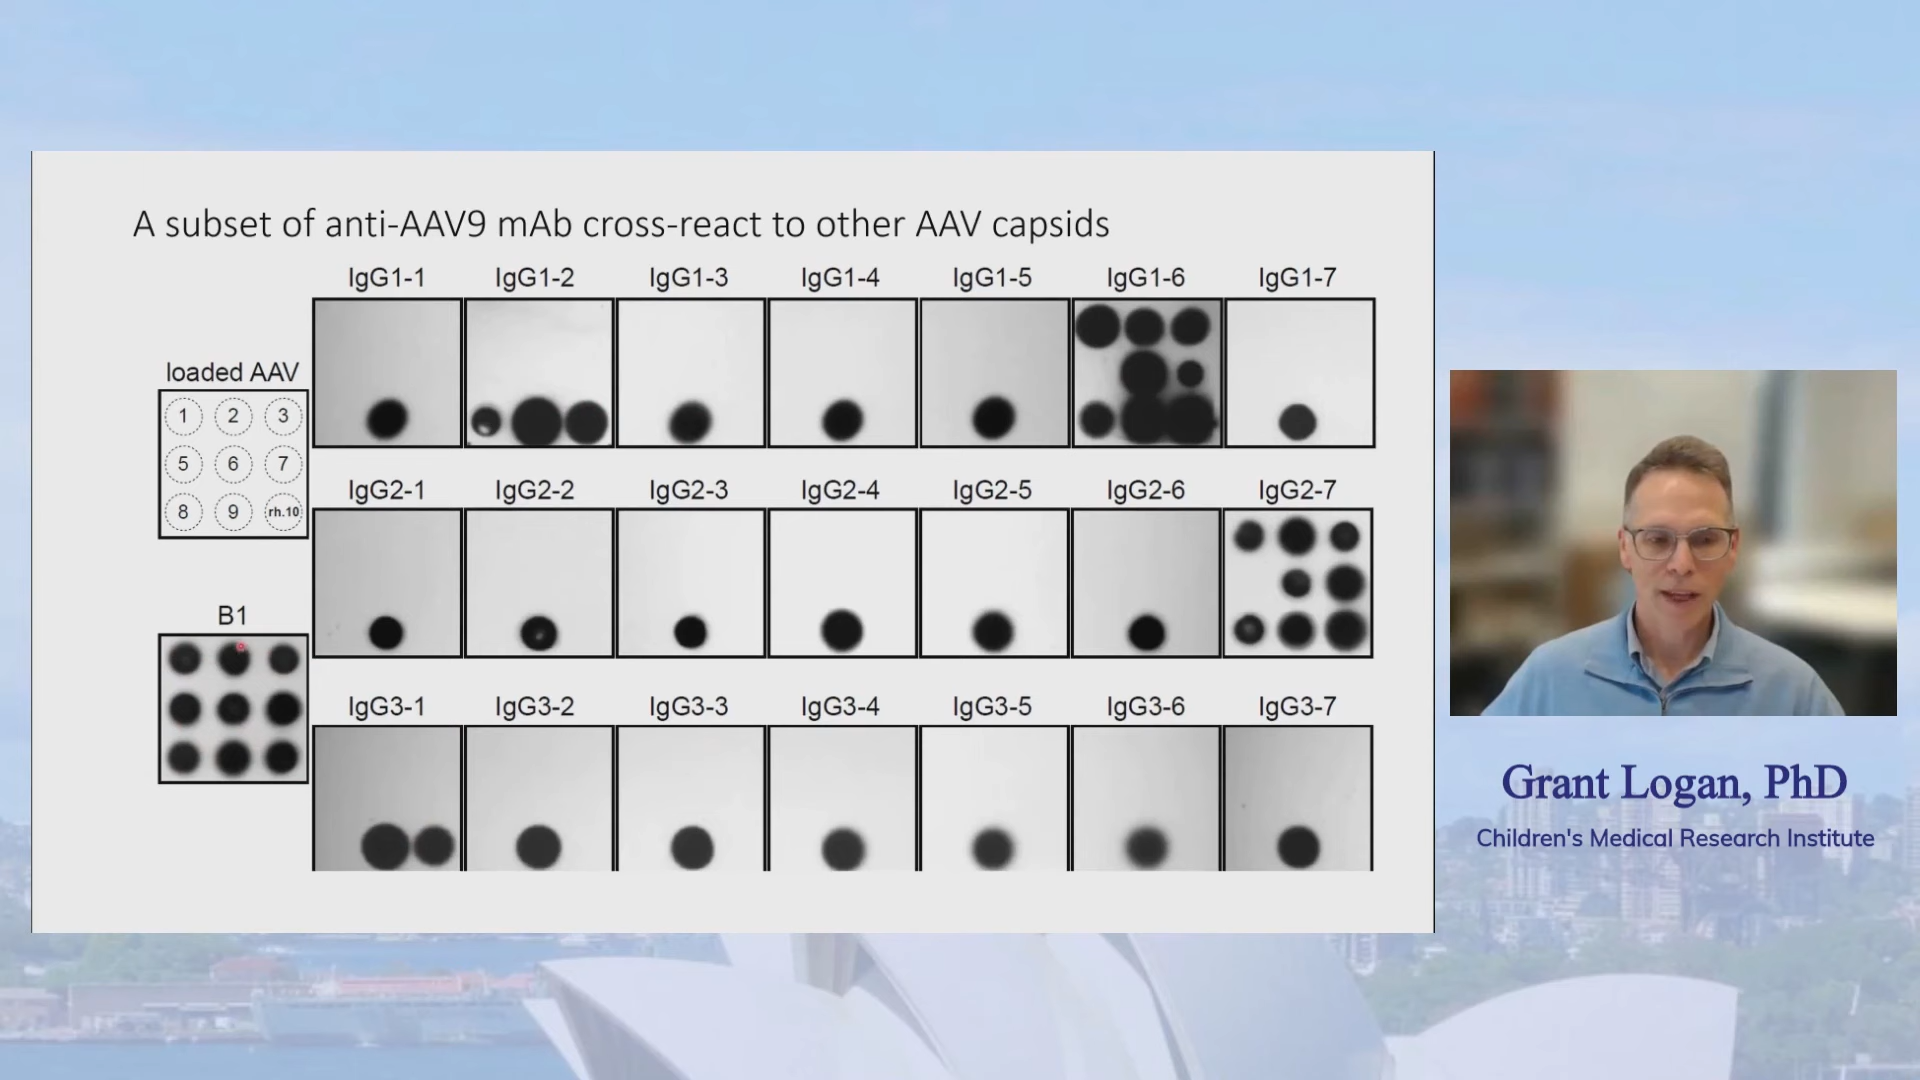 A subset of anti-AAV9 mAb cross-react to other AAV capsids
IgG1-1 IgG1-2 IgG1-3 IgG1-4 IgG1-5 IgG1-6 IgG1-7
loaded AAV
1 2 3
5 6 7
8 9 rh.10
IgG2-1 IgG2-2 IgG2-3 IgG2-4 IgG2-5 IgG2-6 IgG2-7
B1
IgG3-1 IgG3-2 IgG3-3 IgG3-4 IgG3-5 IgG3-6 IgG3-7
Grant Logan, PhD
Children's Medical Research Institute